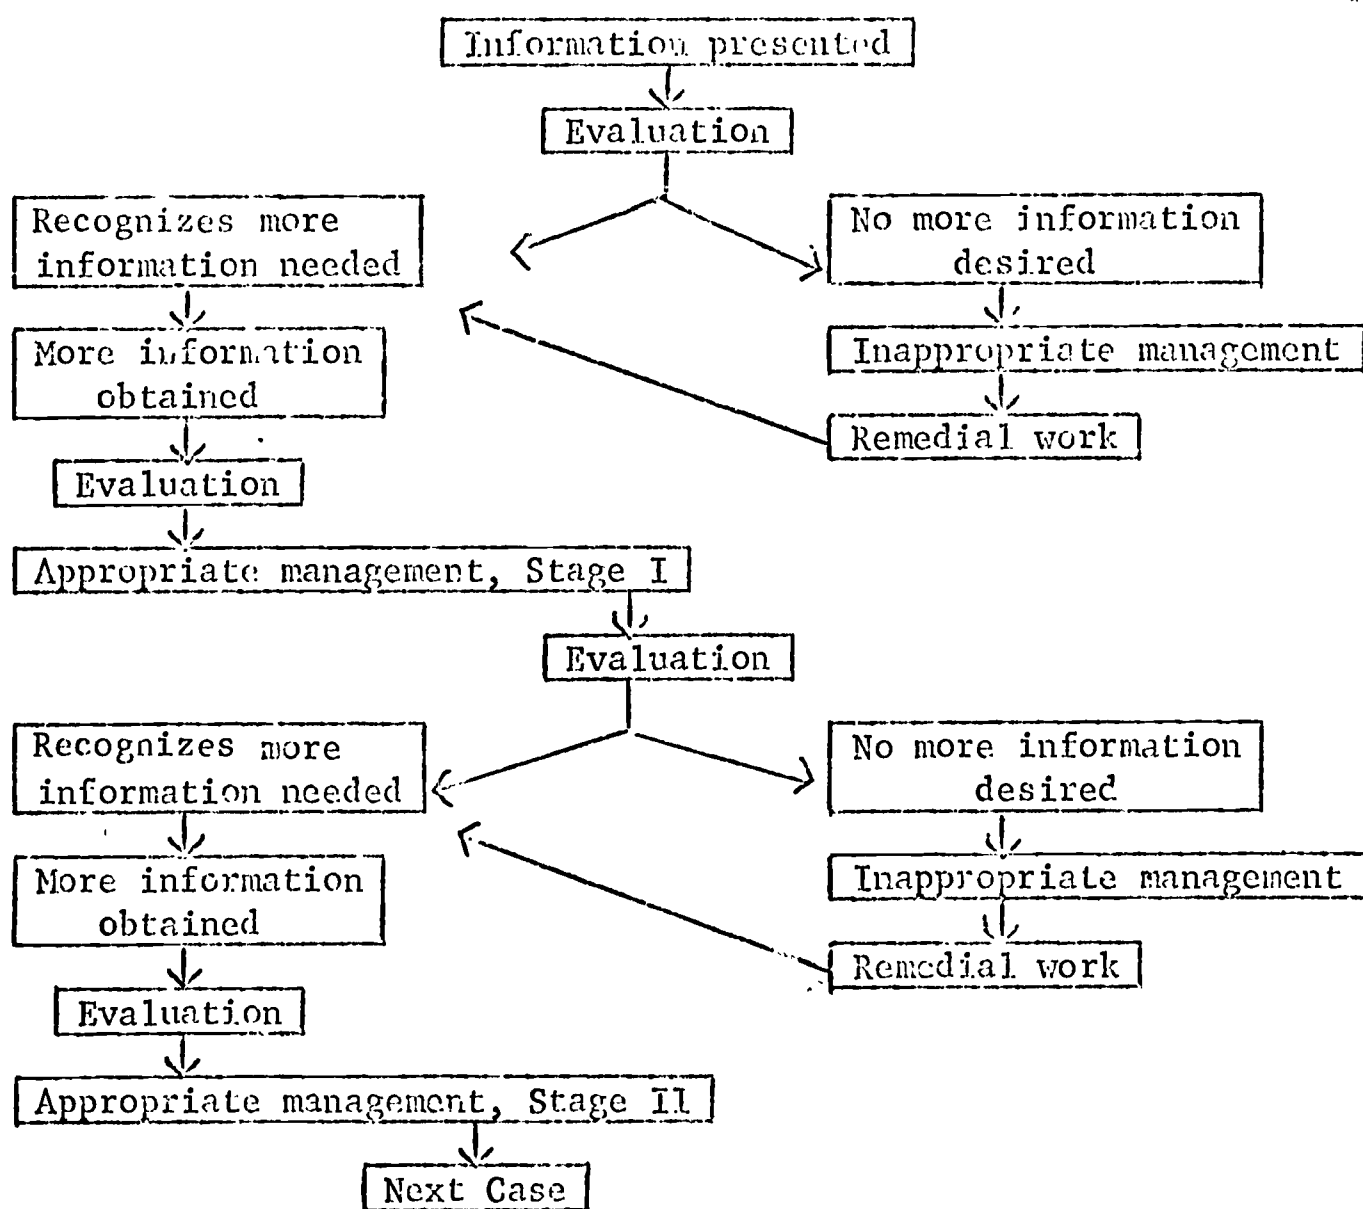 Information presented
Evaluation
Recognizes more
information needed
No more information
desired
More information
obtained
Inappropriate management
Remedial work
Evaluation
Appropriate management, Stage I
Evaluation
Recognizes more
information needed
No more information
desired
More information
obtained
Inappropriate management
Remedial work
Evaluation
Appropriate management, Stage II
Next Case